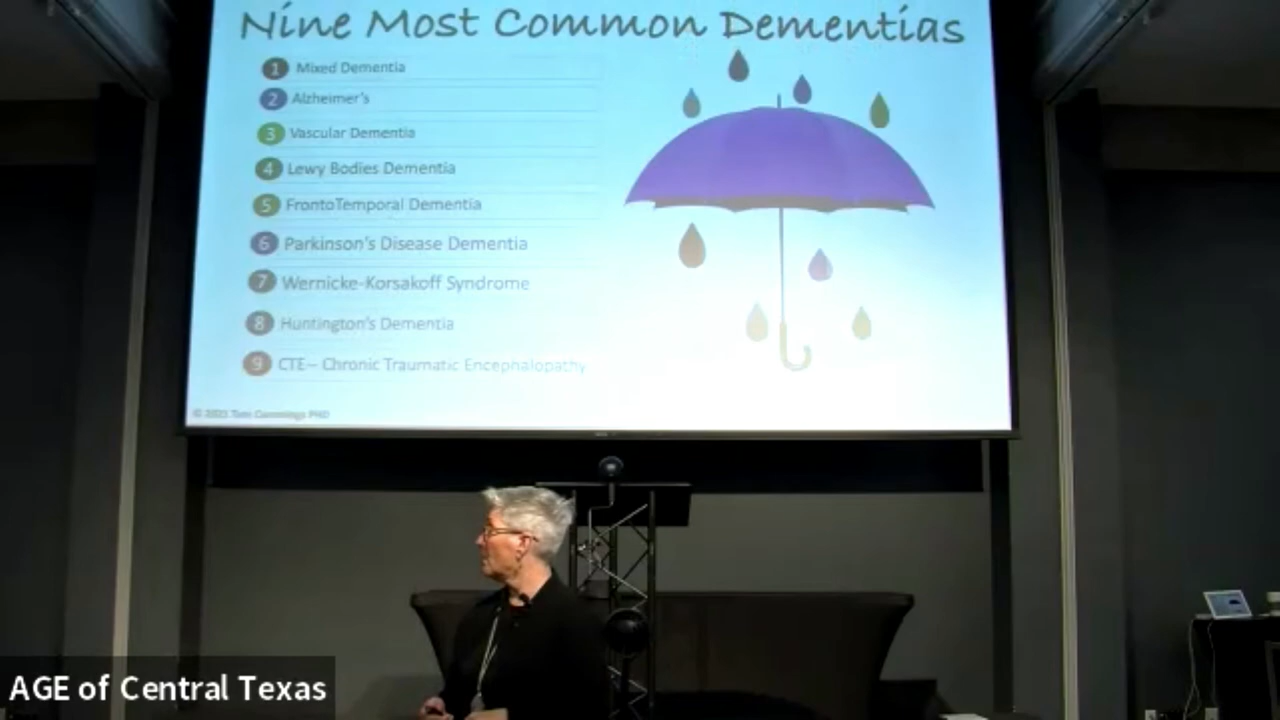 Nine Most Common Dementias
1 Mixed Dementia
2 Alzheimer's
3 Vascular Dementia
4 Lewy Bodies Dementia
5 FrontoTemporal Dementia
6 Parkinson's Disease Dementia
7 Wernicke-Korsakoff Syndrome
8 Huntington's Dementia
9 CTE – Chronic Traumatic Encephalopathy
PHD
AGE of Central Texas